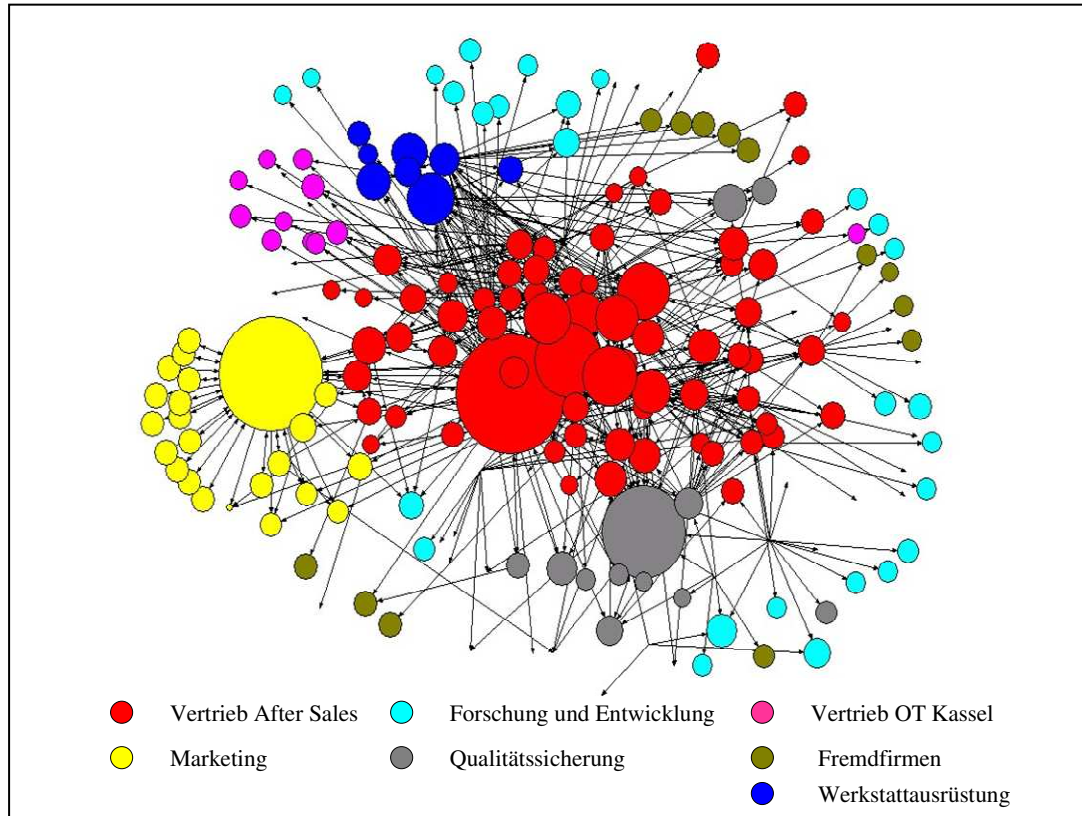 Vertrieb After Sales
Forschung und Entwicklung
Vertrieb OT Kassel
Marketing
Qualitätssicherung
Fremdfirmen
Werkstattausrüstung